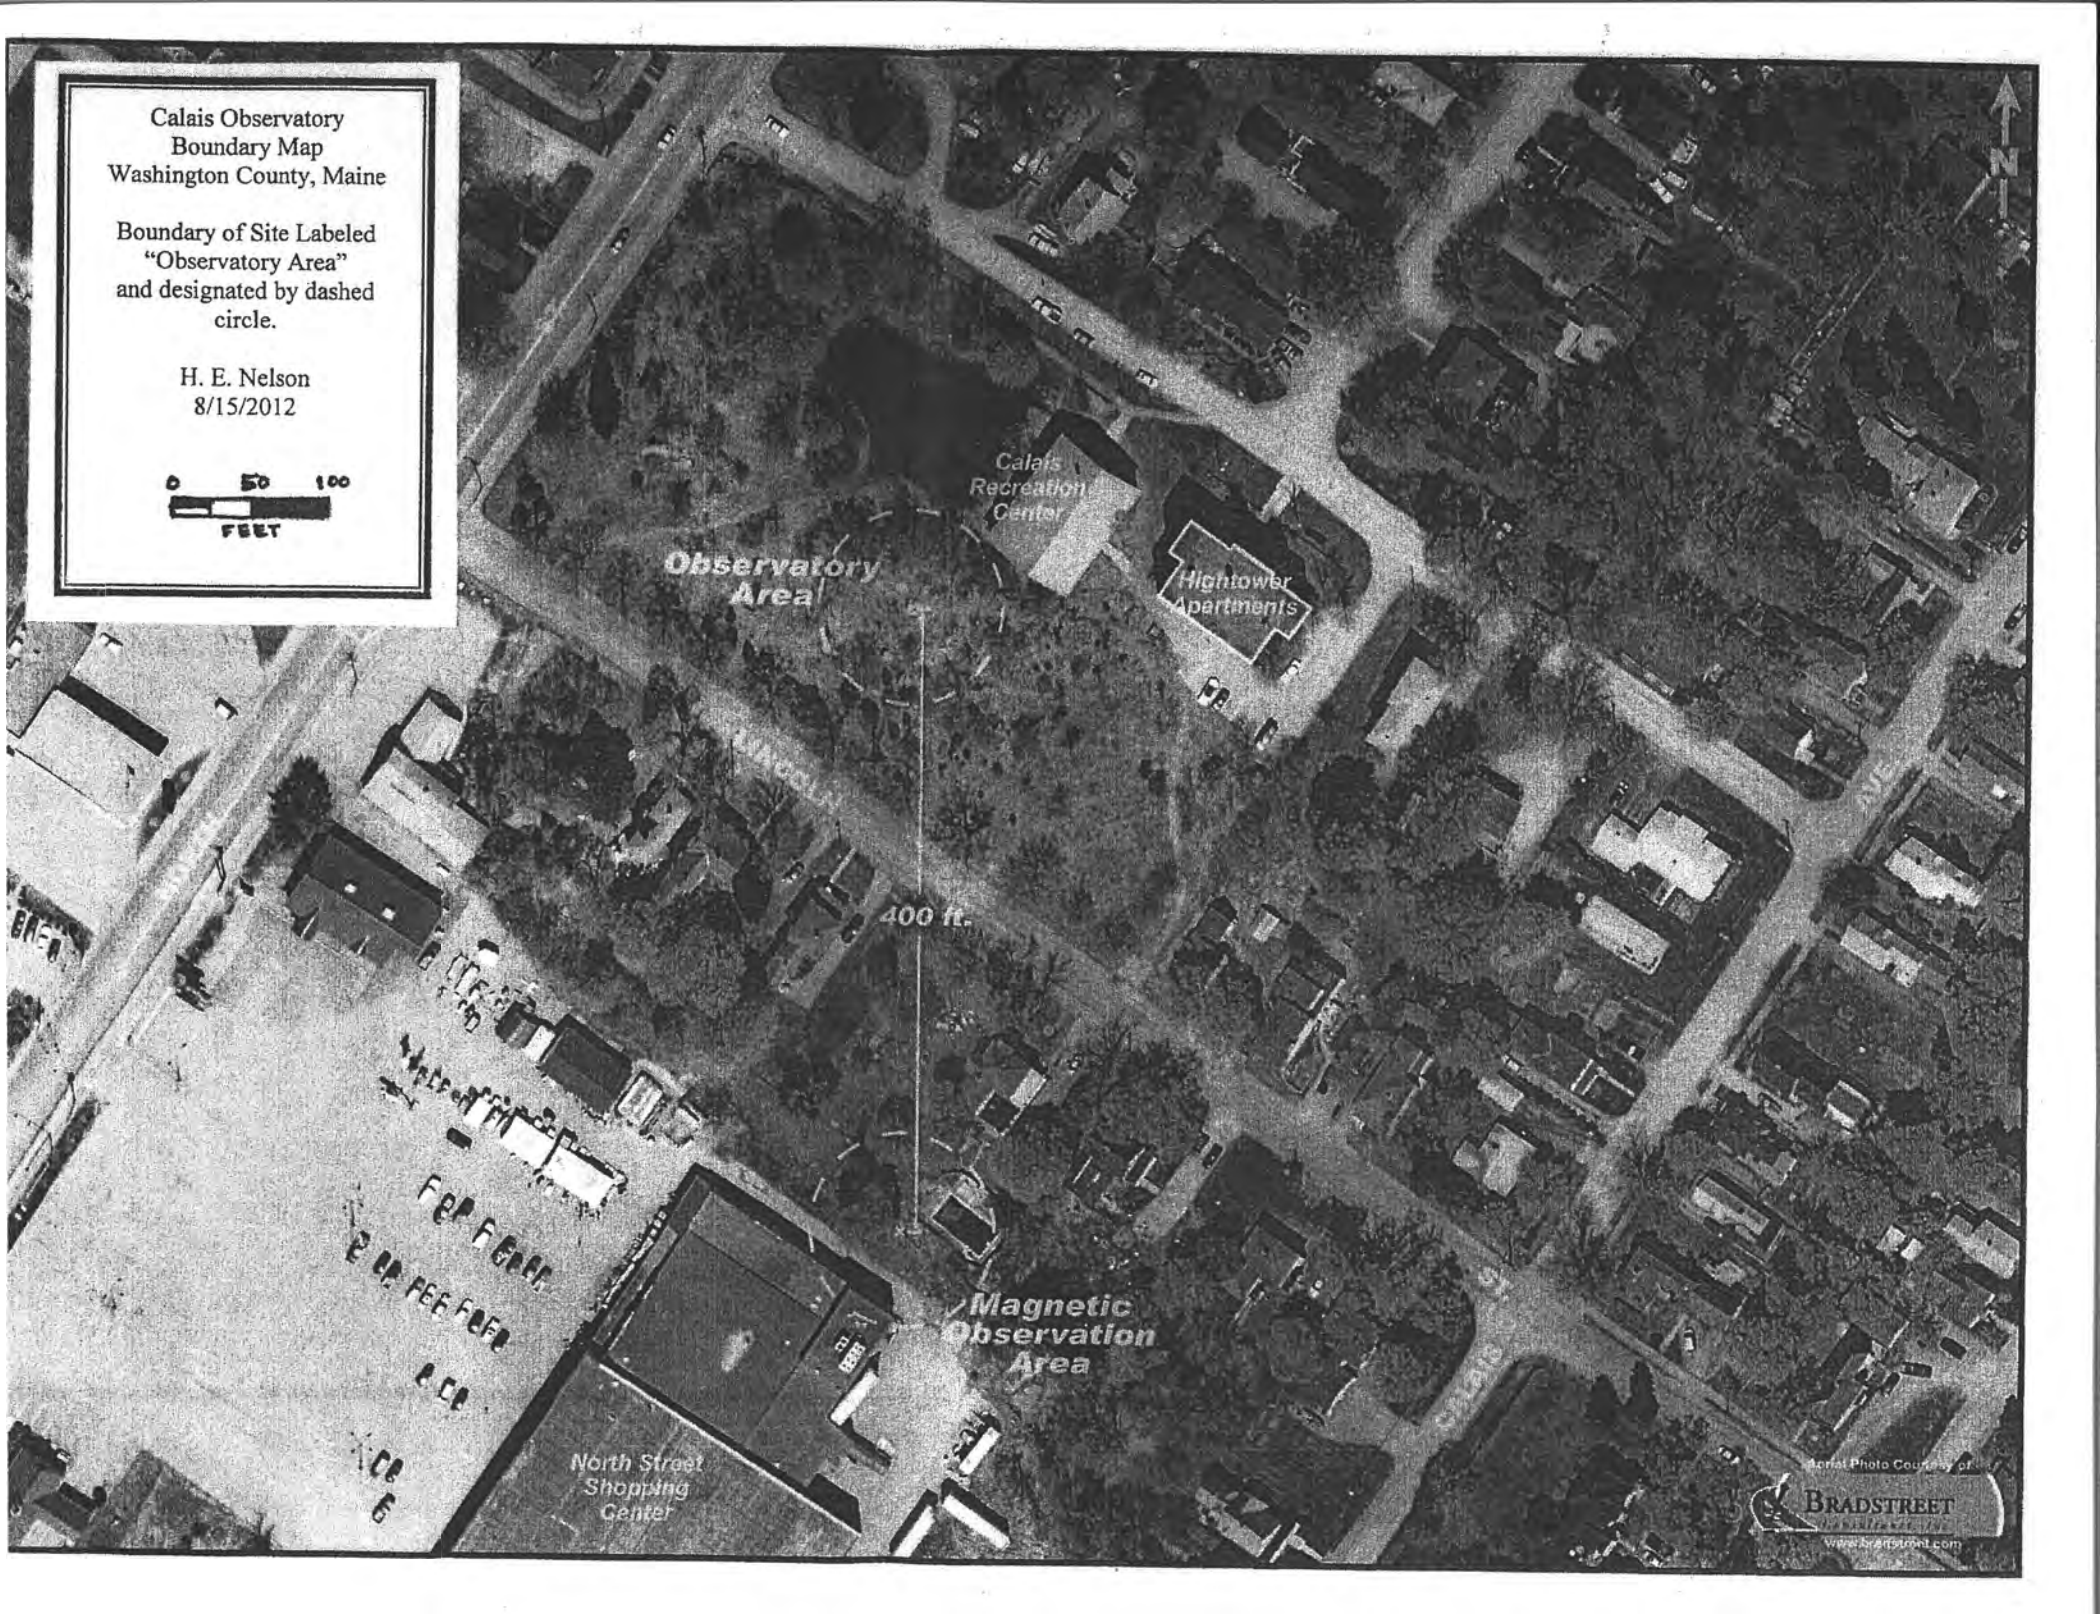 Calais Observatory
Boundary Map
Washington County, Maine
Boundary of Site Labeled
"Observatory Area"
and designated by dashed
circle.
H. E. Nelson
8/15/2012
0 50 100
FEET
N
Calais
Recreation
Center
Observatory
Area
Hightower
Apartments
LINCOLN
AVE
400 ft.
Magnetic
Observation
Area
ST.
CALAIS
North Street
Shopping
Center
Aerial Photo Courtesy of
BRADSTREET